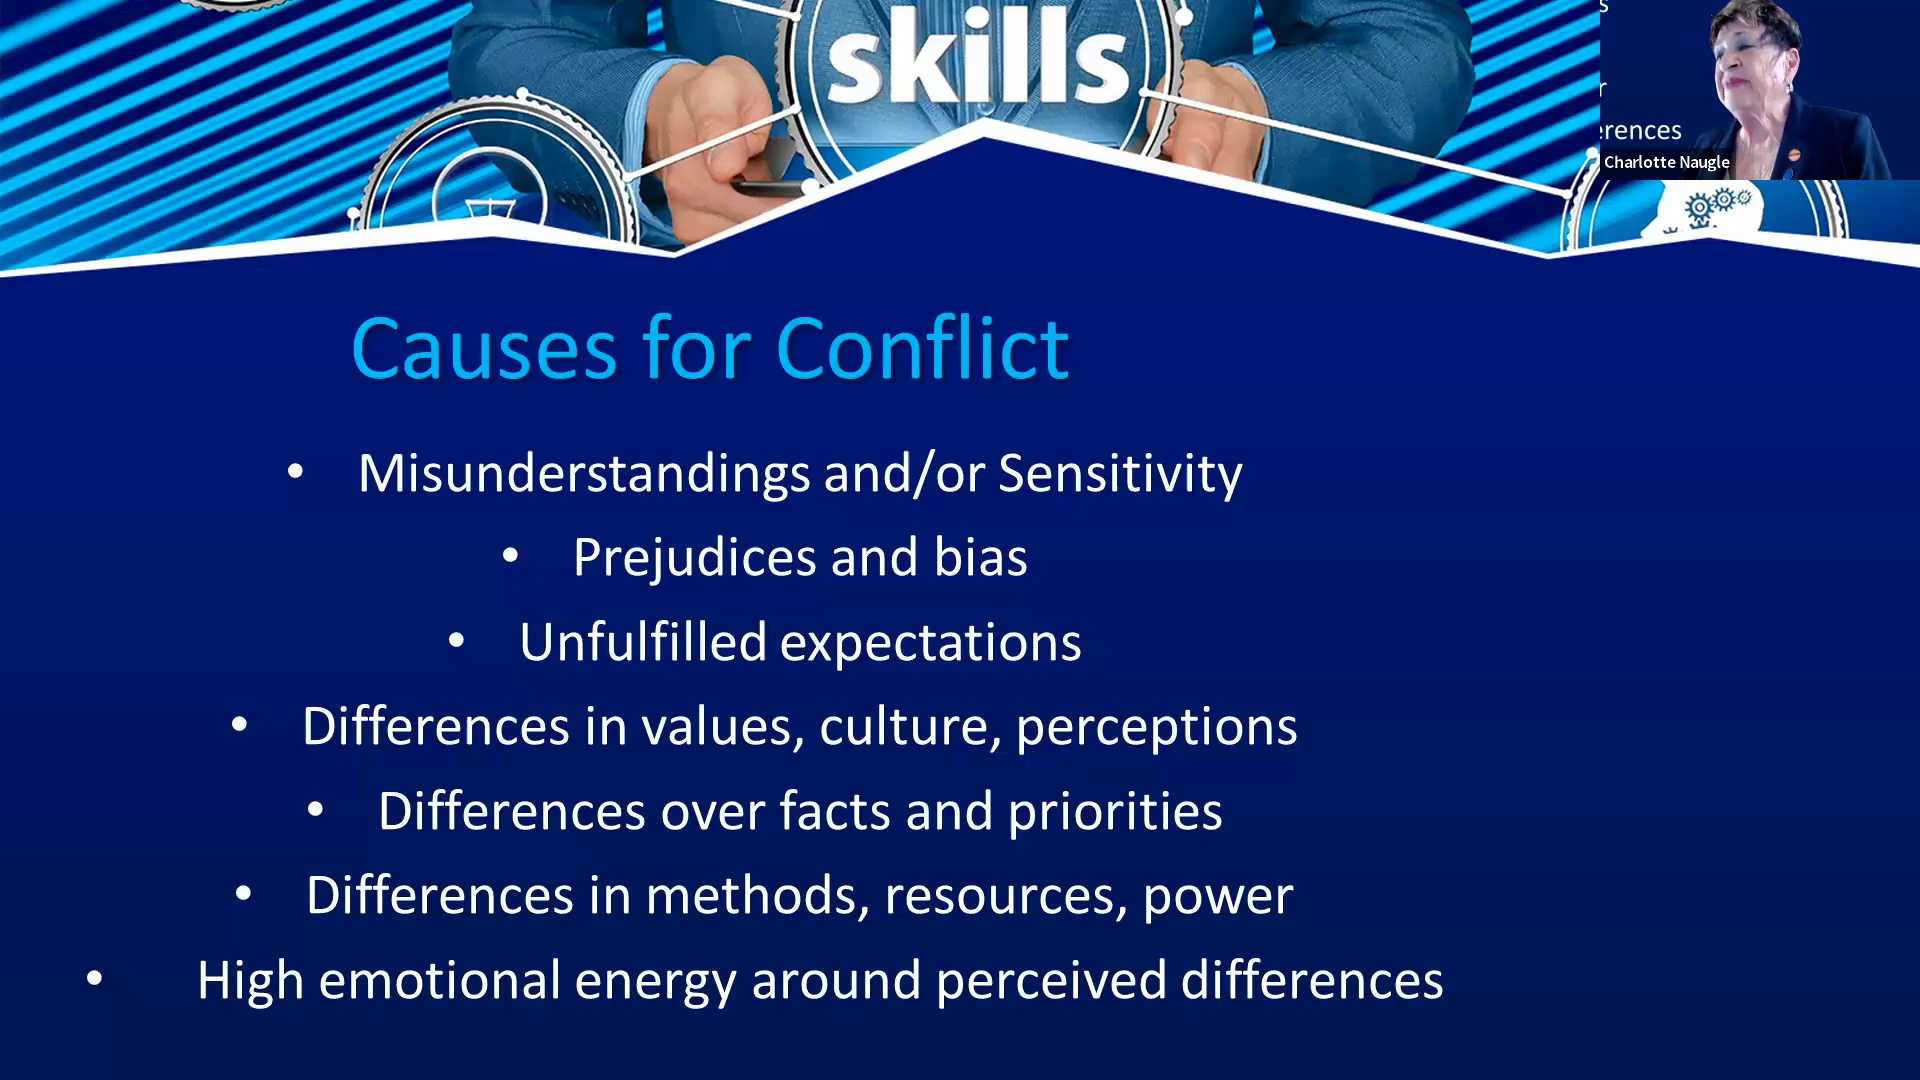 skills
s
r
erences
Charlotte Naugle
Causes for Conflict
• Misunderstandings and/or Sensitivity
• Prejudices and bias
• Unfulfilled expectations
• Differences in values, culture, perceptions
• Differences over facts and priorities
• Differences in methods, resources, power
• High emotional energy around perceived differences